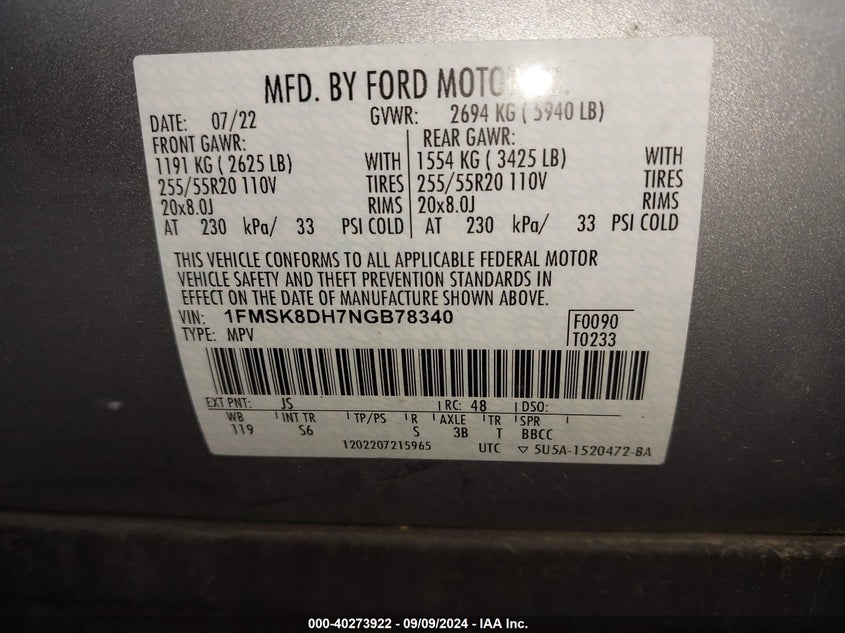 MFD. BY FORD MOTOR CO.
DATE: 07/22 GVWR: 2694 KG ( 5940 LB)
FRONT GAWR: REAR GAWR:
1191 KG ( 2625 LB) WITH 1554 KG ( 3425 LB) WITH
255/55R20 110V TIRES 255/55R20 110V TIRES
20x8.0J RIMS 20x8.0J RIMS
AT 230 kPa/ 33 PSI COLD AT 230 kPa/ 33 PSI COLD
THIS VEHICLE CONFORMS TO ALL APPLICABLE FEDERAL MOTOR
VEHICLE SAFETY AND THEFT PREVENTION STANDARDS IN
EFFECT ON THE DATE OF MANUFACTURE SHOWN ABOVE.
VIN: 1FMSK8DH7NGB78340 F0090
TYPE: MPV T0233
EXT PNT: JS RC: 48 DSO:
WB INT TR TP/PS R AXLE TR SPR
119 S6 S 3B T BBCC
1202207215965 UTC ▽ 5U5A-1520472-BA
000-40273922 - 09/09/2024 - IAA Inc.